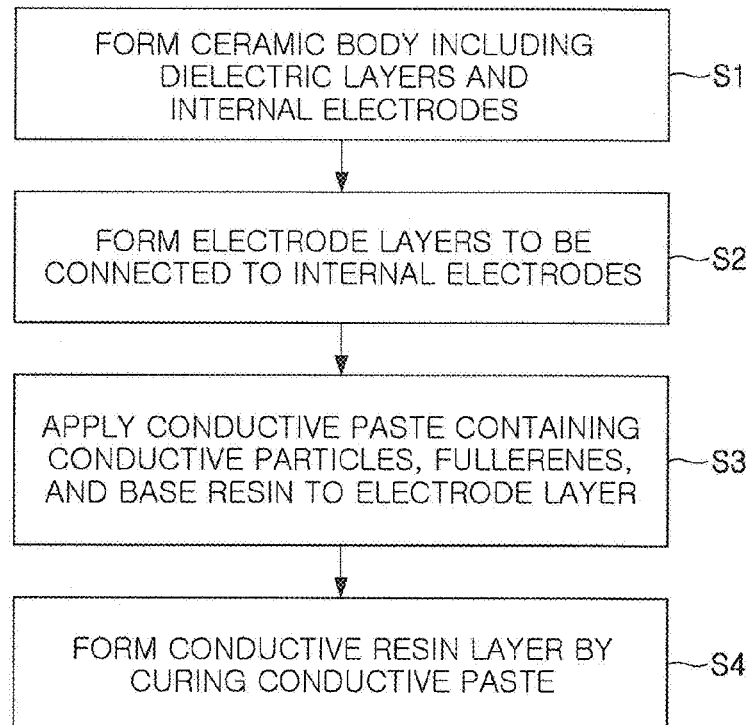 FORM CERAMIC BODY INCLUDING
DIELECTRIC LAYERS AND
INTERNAL ELECTRODES
S1
FORM ELECTRODE LAYERS TO BE
CONNECTED TO INTERNAL ELECTRODES
S2
APPLY CONDUCTIVE PASTE CONTAINING
CONDUCTIVE PARTICLES, FULLERENES,
AND BASE RESIN TO ELECTRODE LAYER
S3
FORM CONDUCTIVE RESIN LAYER BY
CURING CONDUCTIVE PASTE
S4